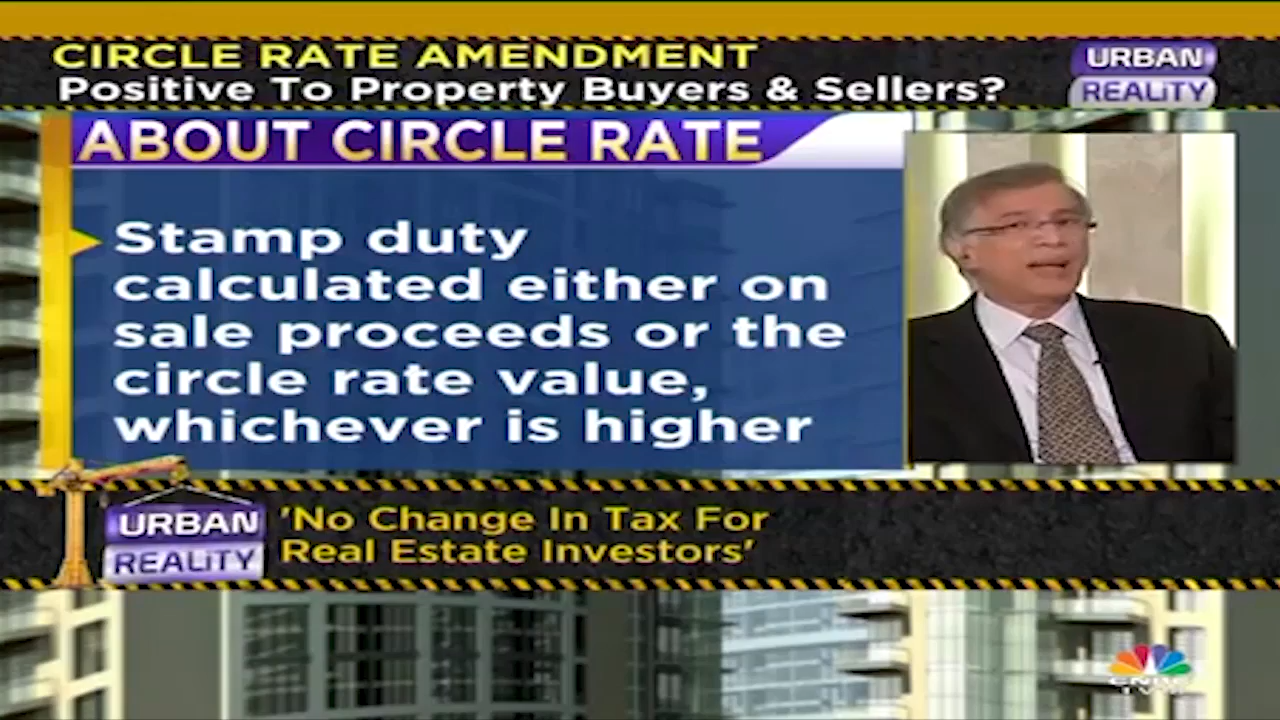 CIRCLE RATE AMENDMENT
Positive To Property Buyers & Sellers?
URBAN
REALITY
ABOUT CIRCLE RATE
Stamp duty
calculated either on
sale proceeds or the
circle rate value,
whichever is higher
URBAN
REALITY
'No Change In Tax For
Real Estate Investors'
CNBC